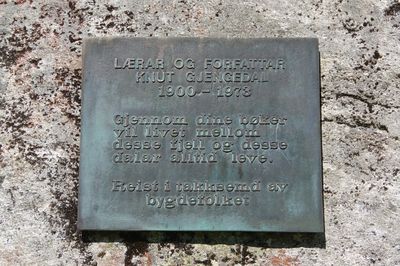 LÆRAR OG FORFATTAR
KNUT GJENGEDAL
1900 - 1978
Gjennom dine bøker
vil livet mellom
desse fjell og desse
dalar alltid leve.
Reist i takksemd av
bygdefolket